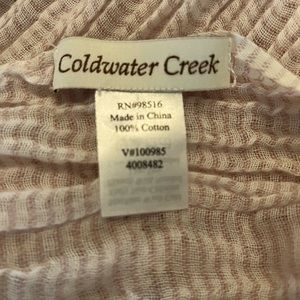 Coldwater Creek
RN#98516
Made in China
100% Cotton
V#100985
4008482